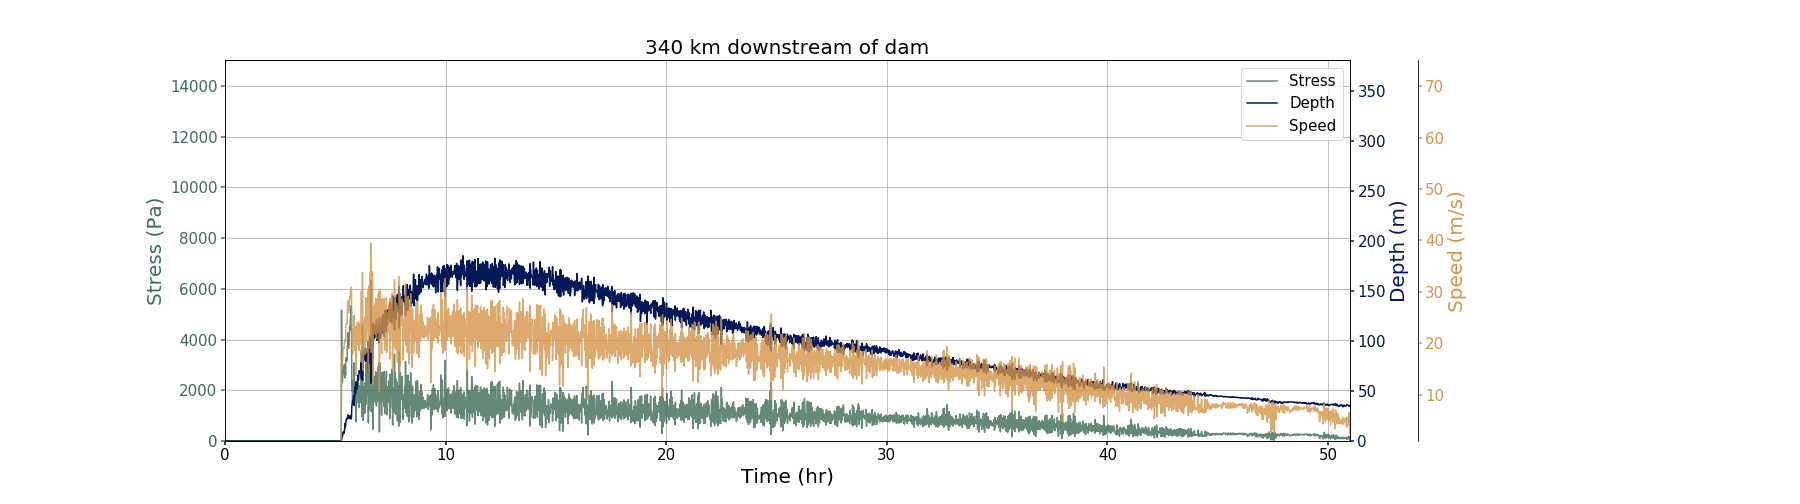 340 km downstream of dam
Stress
Depth
Speed
Stress (Pa)
14000
12000
10000
8000
6000
4000
2000
0
350
300
250
200
150
100
50
0
Depth (m)
70
60
50
40
30
20
10
Speed (m/s)
0 10 20 30 40 50
Time (hr)